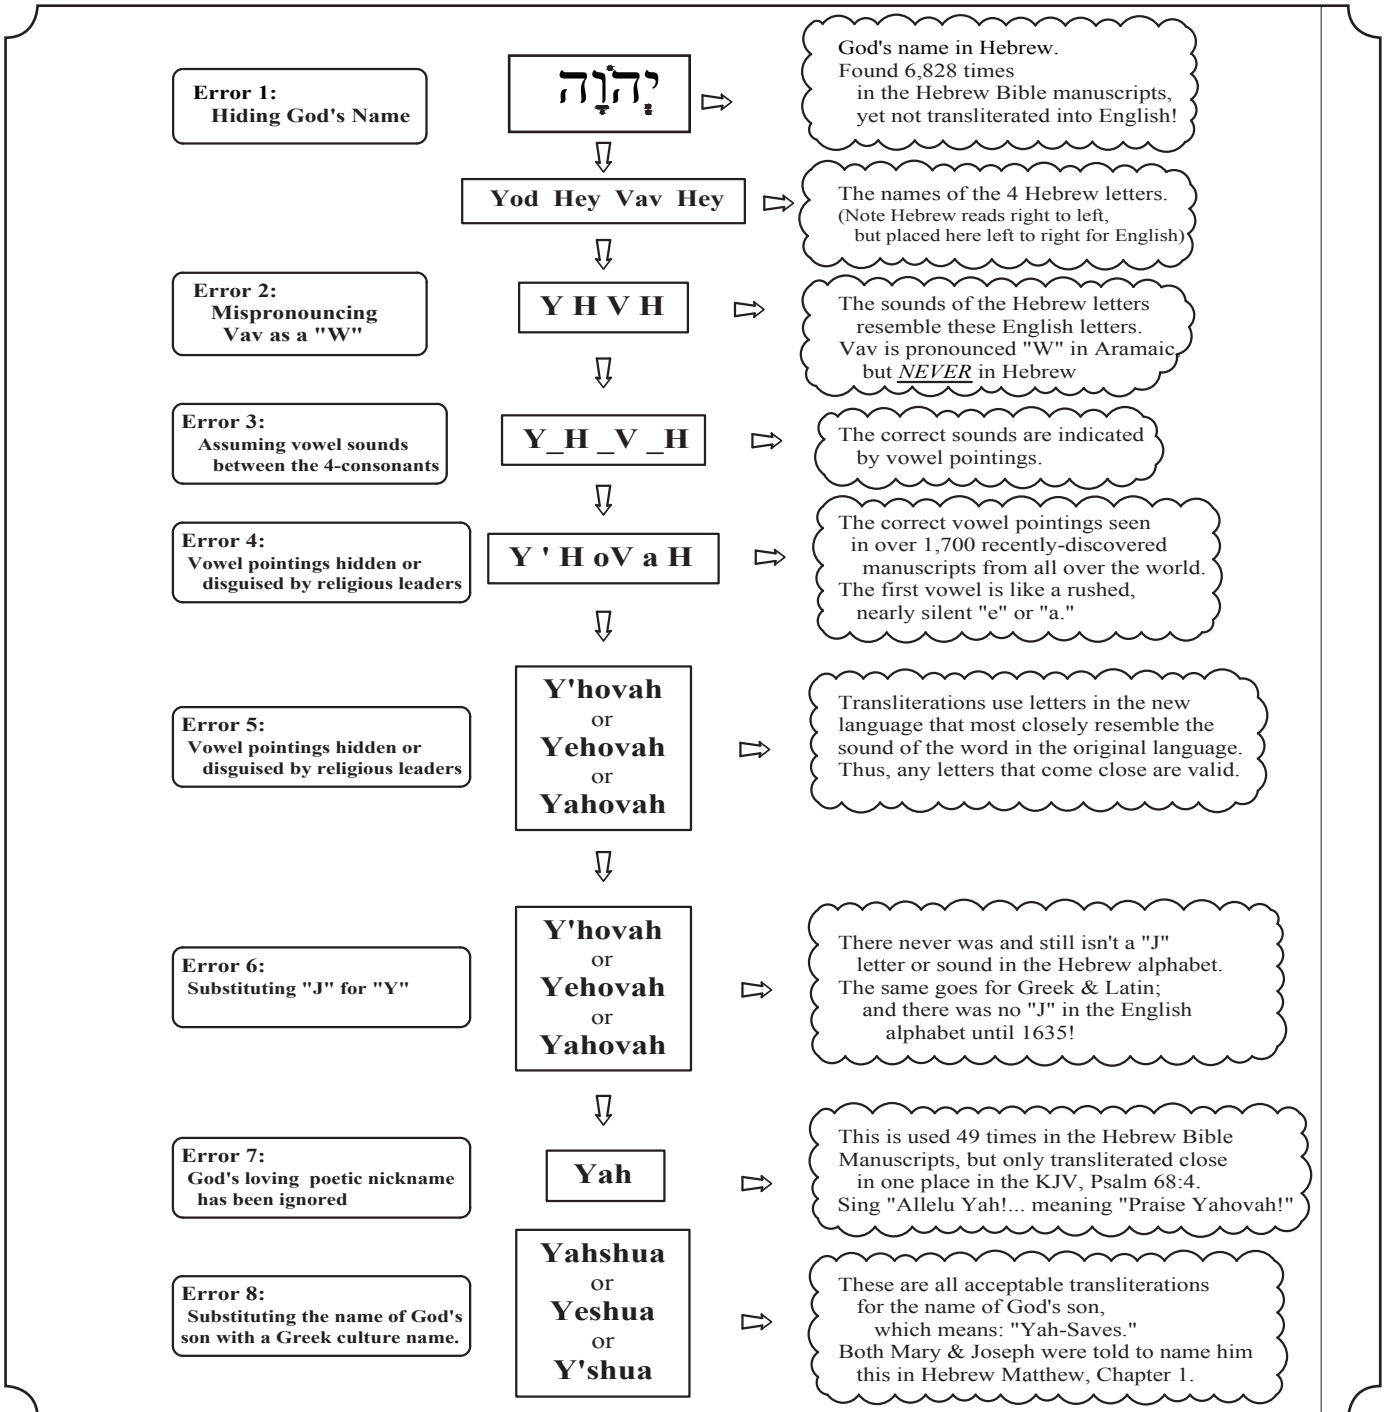 Error 1:
Hiding God's Name
יְהֹוָה
God's name in Hebrew.
Found 6,828 times
in the Hebrew Bible manuscripts,
yet not transliterated into English!
Yod Hey Vav Hey
The names of the 4 Hebrew letters.
(Note Hebrew reads right to left,
but placed here left to right for English)
Error 2:
Mispronouncing
Vav as a "W"
Y H V H
The sounds of the Hebrew letters
resemble these English letters.
Vav is pronounced "W" in Aramaic,
but NEVER in Hebrew
Error 3:
Assuming vowel sounds
between the 4-consonants
Y_H _V _H
The correct sounds are indicated
by vowel pointings.
Error 4:
Vowel pointings hidden or
disguised by religious leaders
Y ' H oV a H
The correct vowel pointings seen
in over 1,700 recently-discovered
manuscripts from all over the world.
The first vowel is like a rushed,
nearly silent "e" or "a."
Error 5:
Vowel pointings hidden or
disguised by religious leaders
Y'hovah
or
Yehovah
or
Yahovah
Transliterations use letters in the new
language that most closely resemble the
sound of the word in the original language.
Thus, any letters that come close are valid.
Error 6:
Substituting "J" for "Y"
Y'hovah
or
Yehovah
or
Yahovah
There never was and still isn't a "J"
letter or sound in the Hebrew alphabet.
The same goes for Greek & Latin;
and there was no "J" in the English
alphabet until 1635!
Error 7:
God's loving poetic nickname
has been ignored
Yah
This is used 49 times in the Hebrew Bible
Manuscripts, but only transliterated close
in one place in the KJV, Psalm 68:4.
Sing "Allelu Yah!... meaning "Praise Yahovah!"
Error 8:
Substituting the name of God's
son with a Greek culture name.
Yahshua
or
Yeshua
or
Y'shua
These are all acceptable transliterations
for the name of God's son,
which means: "Yah-Saves."
Both Mary & Joseph were told to name him
this in Hebrew Matthew, Chapter 1.